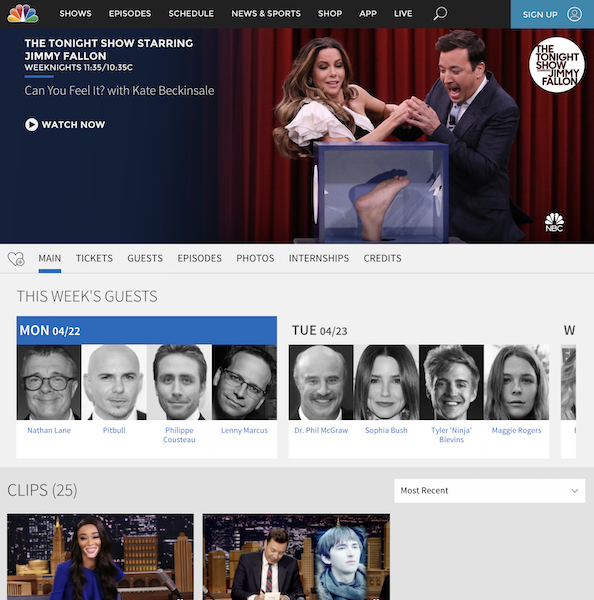 SHOWS EPISODES SCHEDULE NEWS & SPORTS SHOP APP LIVE SIGN UP
THE TONIGHT SHOW STARRING
JIMMY FALLON
WEEKNIGHTS 11:35/10:35C
Can You Feel It? with Kate Beckinsale
WATCH NOW
THE
TONIGHT
SHOW
STARRING
JIMMY
FALLON
NBC
MAIN TICKETS GUESTS EPISODES PHOTOS INTERNSHIPS CREDITS
THIS WEEK'S GUESTS
MON 04/22
Nathan Lane Pitbull Philippe Cousteau Lenny Marcus
TUE 04/23
Dr. Phil McGraw Sophia Bush Tyler 'Ninja' Blevins Maggie Rogers
W
CLIPS (25)
Most Recent